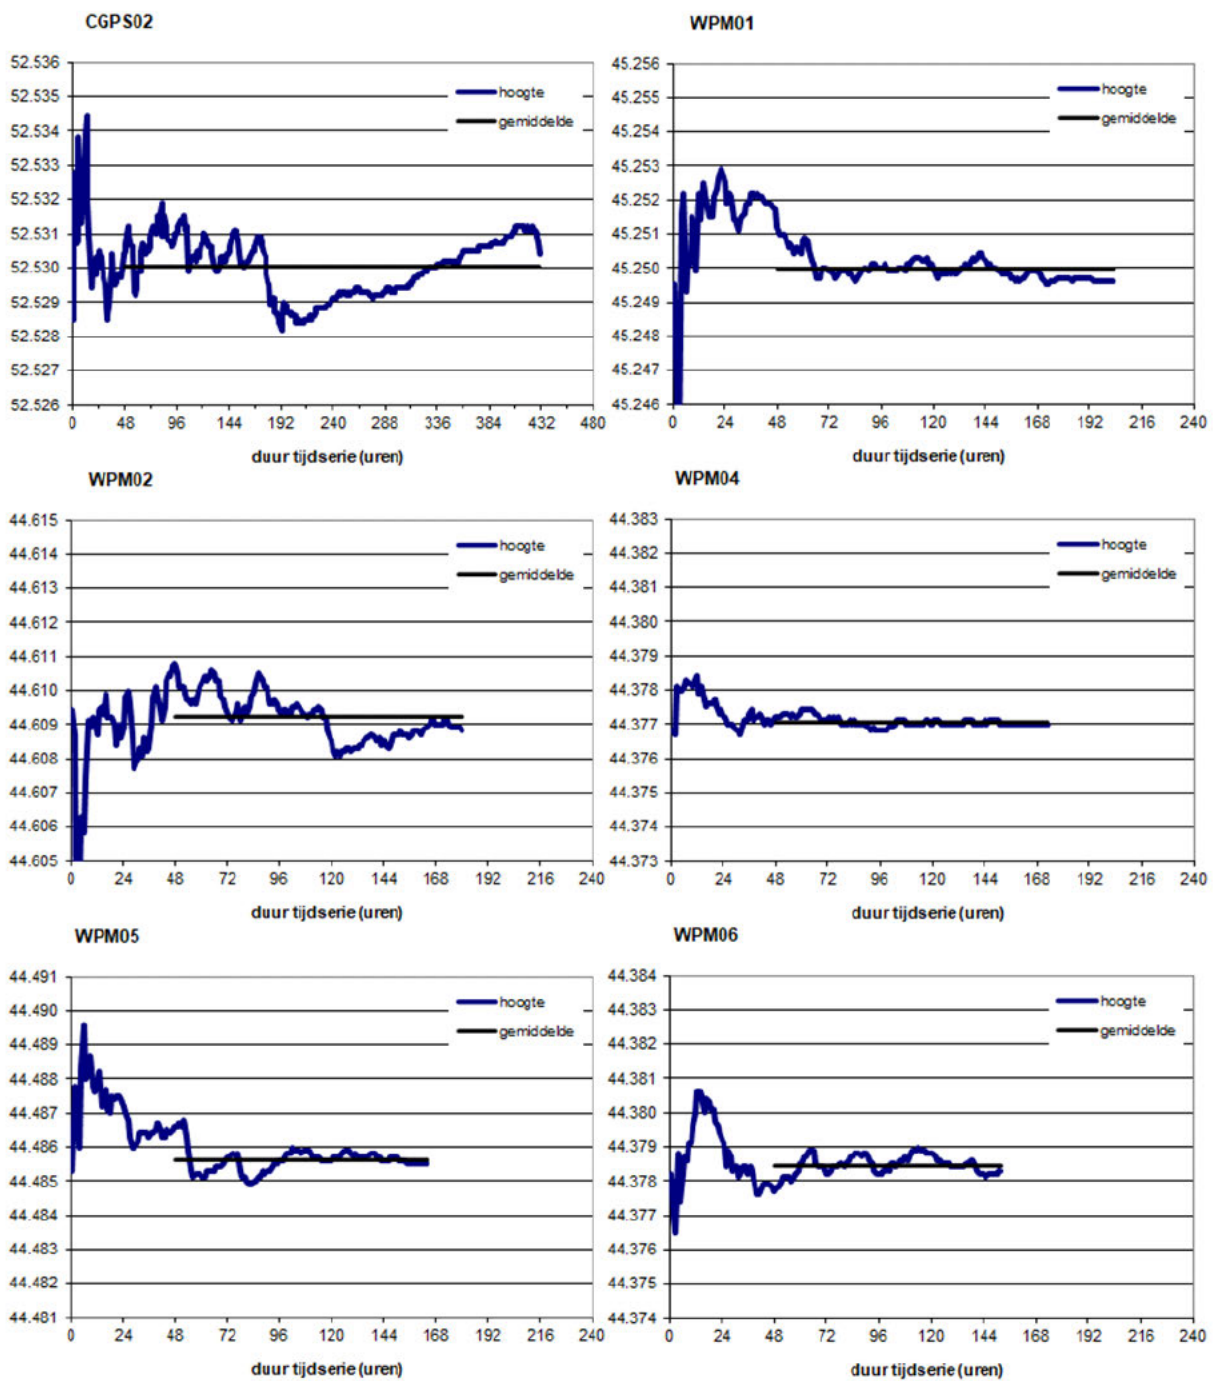 CGPS02
52.536
52.535
52.534
52.533
52.532
52.531
52.530
52.529
52.528
52.527
52.526
hoogte
gemiddelde
0 48 96 144 192 240 288 336 384 432 480
duur tijdserie (uren)
WPM01
45.256
45.255
45.254
45.253
45.252
45.251
45.250
45.249
45.248
45.247
45.246
hoogte
gemiddelde
0 24 48 72 96 120 144 168 192 216 240
duur tijdserie (uren)
WPM02
44.615
44.614
44.613
44.612
44.611
44.610
44.609
44.608
44.607
44.606
44.605
hoogte
gemiddelde
0 24 48 72 96 120 144 168 192 216 240
duur tijdserie (uren)
WPM04
44.383
44.382
44.381
44.380
44.379
44.378
44.377
44.376
44.375
44.374
44.373
hoogte
gemiddelde
0 24 48 72 96 120 144 168 192 216 240
duur tijdserie (uren)
WPM05
44.491
44.490
44.489
44.488
44.487
44.486
44.485
44.484
44.483
44.482
44.481
hoogte
gemiddelde
0 24 48 72 96 120 144 168 192 216 240
duur tijdserie (uren)
WPM06
44.384
44.383
44.382
44.381
44.380
44.379
44.378
44.377
44.376
44.375
44.374
hoogte
gemiddelde
0 24 48 72 96 120 144 168 192 216 240
duur tijdserie (uren)